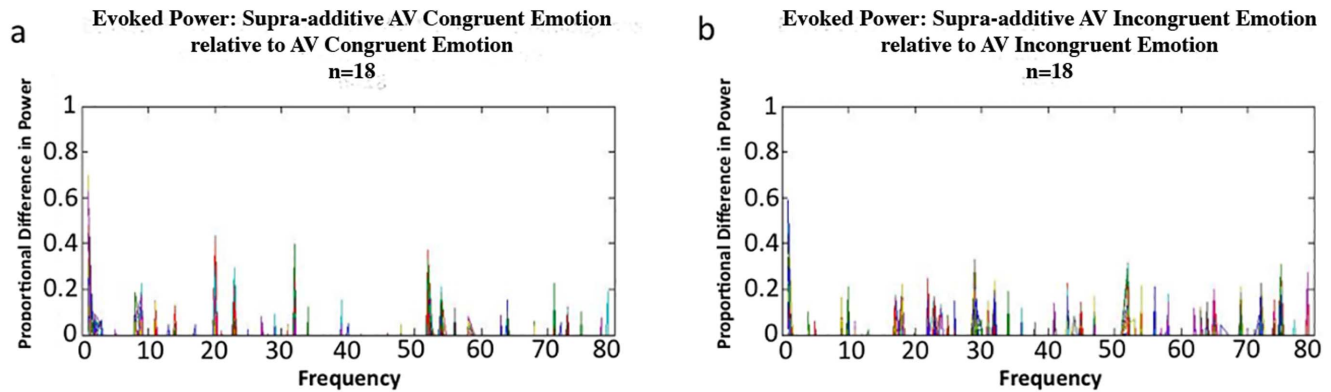 a
Evoked Power: Supra-additive AV Congruent Emotion
relative to AV Congruent Emotion
n=18
Proportional Difference in Power
1
0.8
0.6
0.4
0.2
0
0 10 20 30 40 50 60 70 80
Frequency
b
Evoked Power: Supra-additive AV Incongruent Emotion
relative to AV Incongruent Emotion
n=18
Proportional Difference in Power
1
0.8
0.6
0.4
0.2
0
0 10 20 30 40 50 60 70 80
Frequency